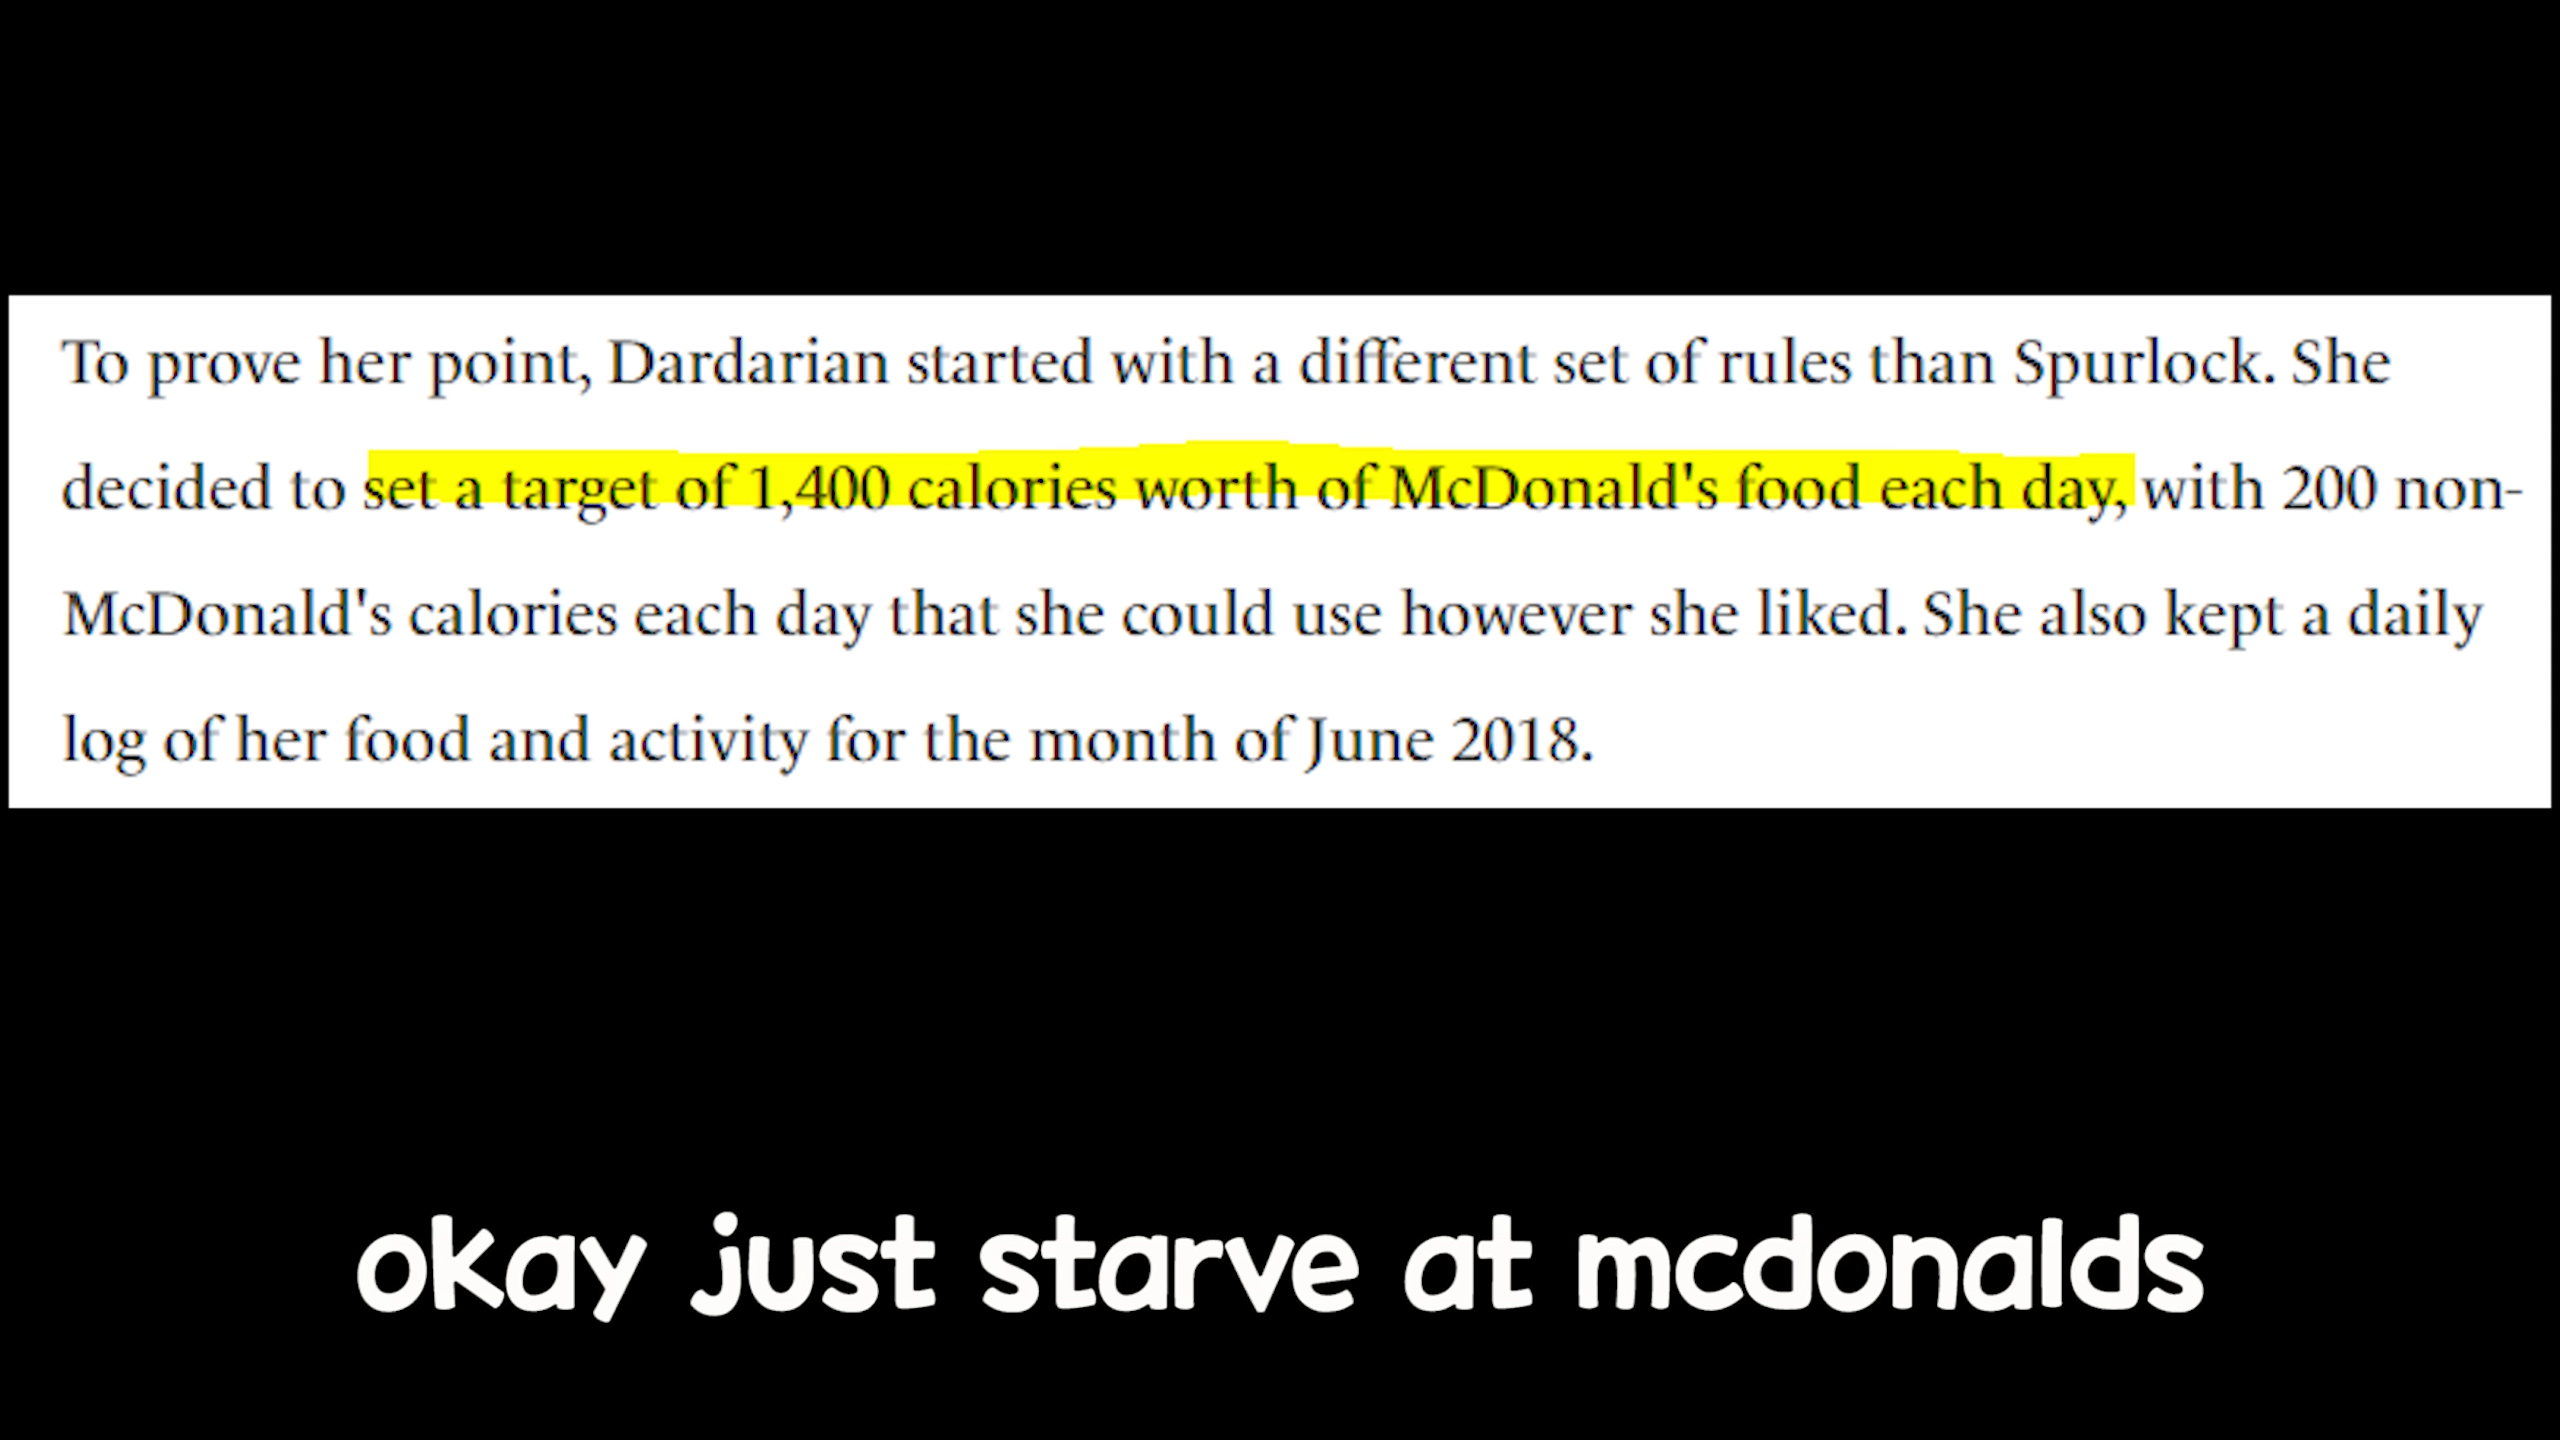 To prove her point, Dardarian started with a different set of rules than Spurlock. She
decided to set a target of 1,400 calories worth of McDonald's food each day, with 200 non-
McDonald's calories each day that she could use however she liked. She also kept a daily
log of her food and activity for the month of June 2018.
okay just starve at mcdonalds